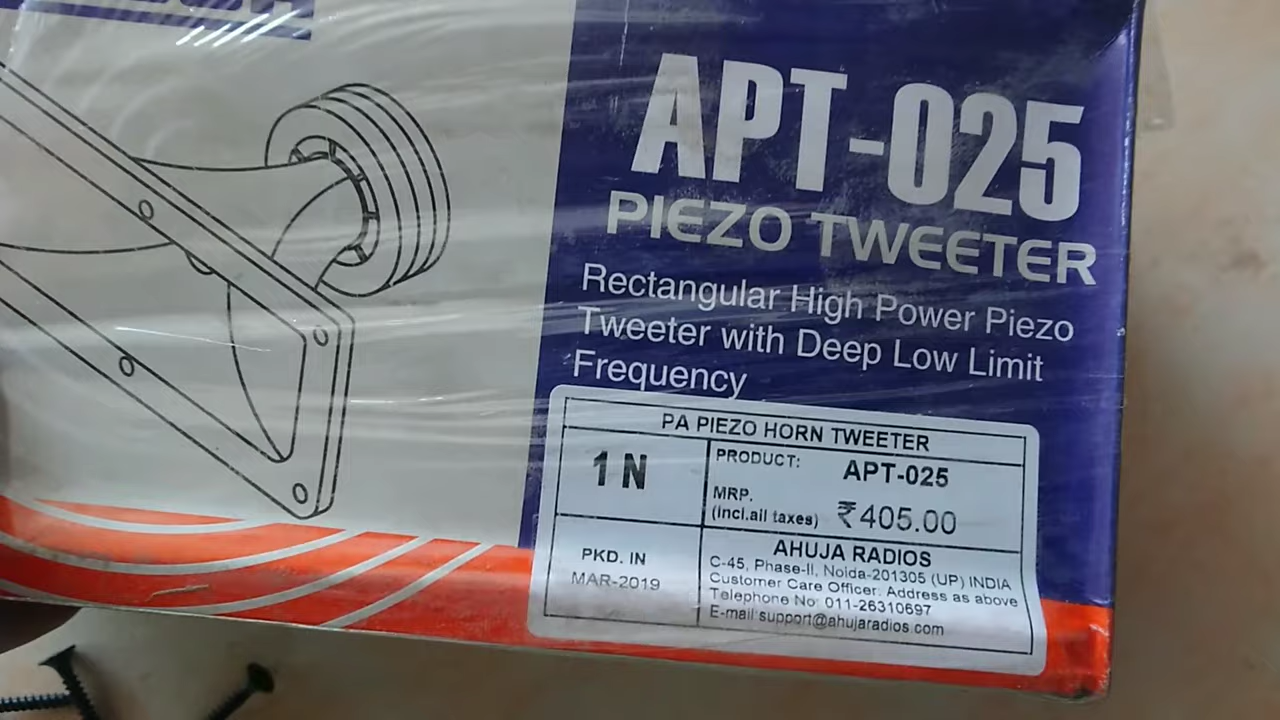 APT-025
PIEZO TWEETER
Rectangular High Power Piezo
Tweeter with Deep Low Limit
Frequency
PA PIEZO HORN TWEETER
1 N
PRODUCT: APT-025
MRP.
(incl.all taxes) ₹405.00
PKD. IN
MAR-2019
AHUJA RADIOS
C-45, Phase-II, Noida-201305 (UP) INDIA
Customer Care Officer: Address as above
Telephone No: 011-26310697
E-mail:support@ahujaradios.com